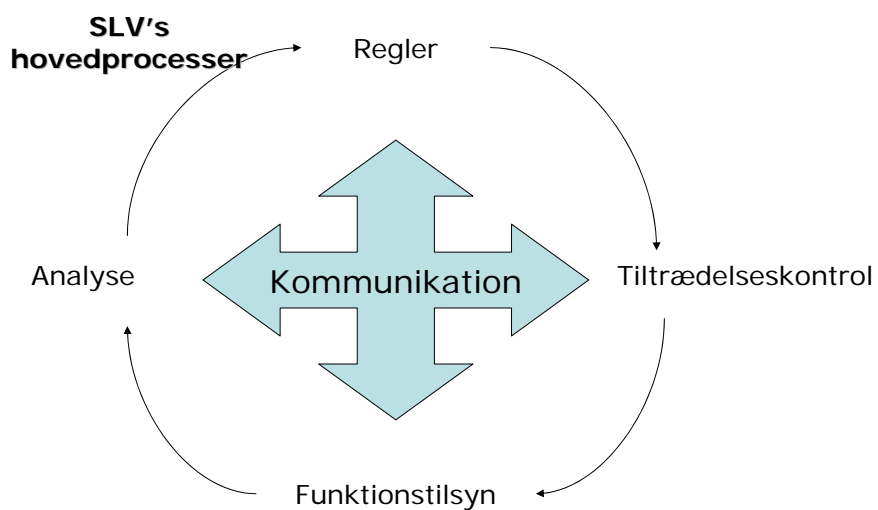 SLV's
hovedprocesser
Regler
Analyse
Kommunikation
Tiltrædelseskontrol
Funktionstilsyn